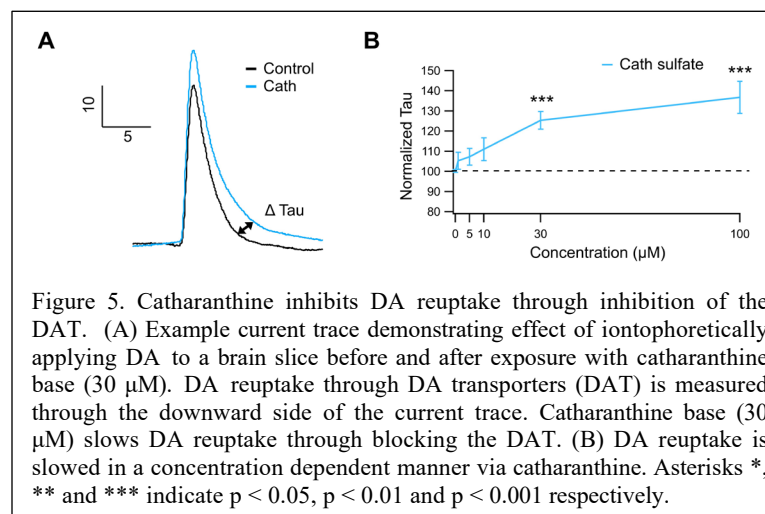 A
B
Control
Cath
10
5
Δ Tau
Cath sulfate
***
***
Normalized Tau
150
140
130
120
110
100
90
80
0 5 10 30 100
Concentration (µM)
Figure 5. Catharanthine inhibits DA reuptake through inhibition of the
DAT. (A) Example current trace demonstrating effect of iontophoretically
applying DA to a brain slice before and after exposure with catharanthine
base (30 µM). DA reuptake through DA transporters (DAT) is measured
through the downward side of the current trace. Catharanthine base (30
µM) slows DA reuptake through blocking the DAT. (B) DA reuptake is
slowed in a concentration dependent manner via catharanthine. Asterisks *,
** and *** indicate p < 0.05, p < 0.01 and p < 0.001 respectively.